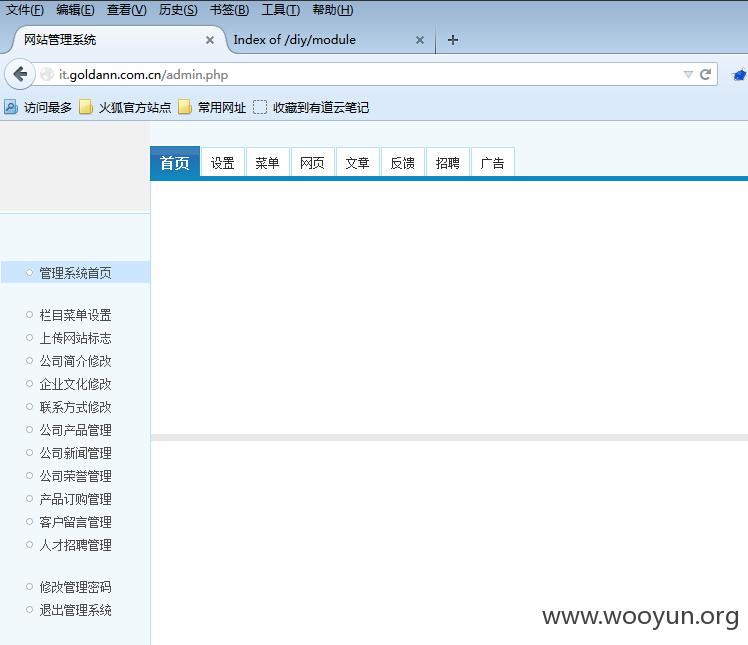 文件(F) 编辑(E) 查看(V) 历史(S) 书签(B) 工具(T) 帮助(H)
网站管理系统 × Index of /diy/module × +
it.goldann.com.cn/admin.php
访问最多 火狐官方站点 常用网址 收藏到有道云笔记
首页 设置 菜单 网页 文章 反馈 招聘 广告
管理系统首页
栏目菜单设置
上传网站标志
公司简介修改
企业文化修改
联系方式修改
公司产品管理
公司新闻管理
公司荣誉管理
产品订购管理
客户留言管理
人才招聘管理
修改管理密码
退出管理系统
www.wooyun.org